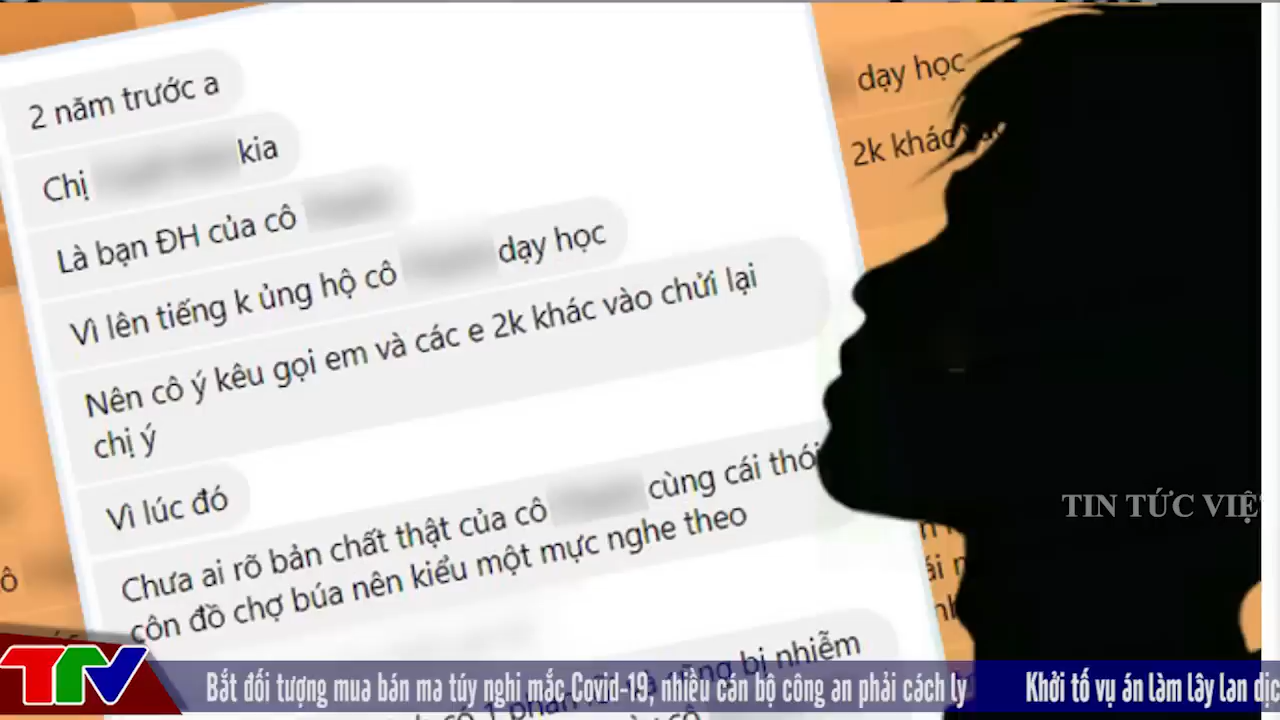 2 năm trước a
Chị kia
Là bạn ĐH của cô
Vì lên tiếng k ủng hộ cô dạy học
Nên cô ý kêu gọi em và các e 2k khác vào chửi lại
chị ý
Vì lúc đó
Chưa ai rõ bản chất thật của cô cùng cái thói
côn đồ chợ búa nên kiểu một mực nghe theo
bị nhiễm
dạy học
2k khác
TIN TỨC VIỆT
TTV
Bắt đối tượng mua bán ma túy nghi mắc Covid-19, nhiều cán bộ công an phải cách ly
Khởi tố vụ án làm lây lan dịc